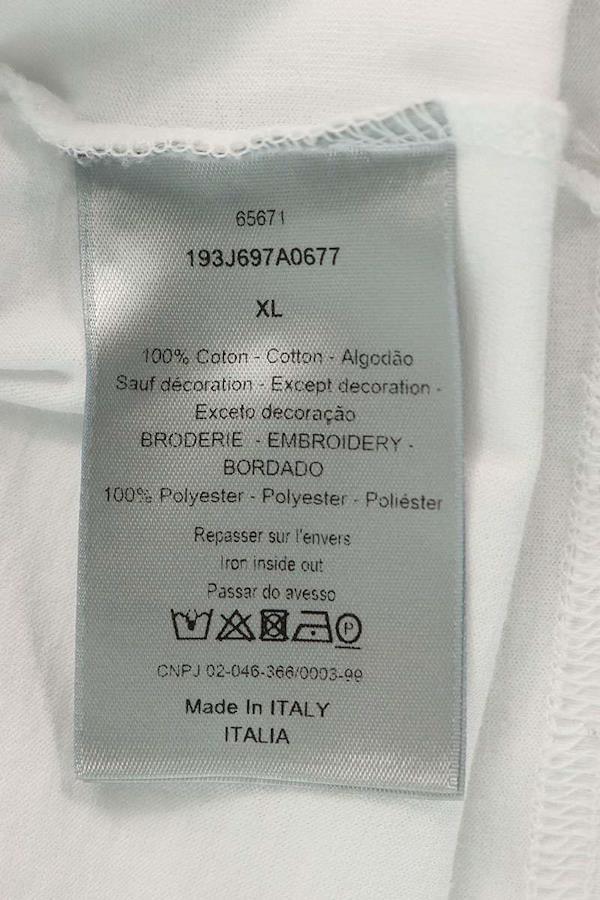 65671
193J697A0677
XL
100% Coton - Cotton - Algodão
Sauf décoration - Except decoration -
Exceto decoração
BRODERIE - EMBROIDERY -
BORDADO
100% Polyester - Polyester - Poliéster
Repasser sur l'envers
Iron inside out
Passar do avesso
P
CNPJ 02-046-366/0003-99
Made In ITALY
ITALIA